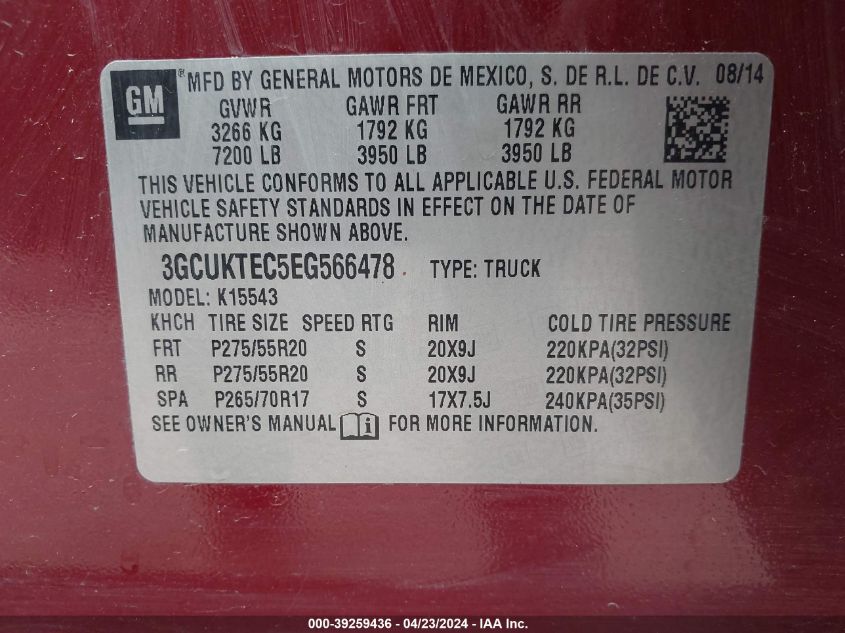 GM ® MFD BY GENERAL MOTORS DE MEXICO, S. DE R.L. DE C.V. 08/14
GVWR GAWR FRT GAWR RR
3266 KG 1792 KG 1792 KG
7200 LB 3950 LB 3950 LB
THIS VEHICLE CONFORMS TO ALL APPLICABLE U.S. FEDERAL MOTOR
VEHICLE SAFETY STANDARDS IN EFFECT ON THE DATE OF
MANUFACTURE SHOWN ABOVE.
3GCUKTEC5EG566478 TYPE: TRUCK
MODEL: K15543
KHCH TIRE SIZE SPEED RTG RIM COLD TIRE PRESSURE
FRT P275/55R20 S 20X9J 220KPA(32PSI)
RR P275/55R20 S 20X9J 220KPA(32PSI)
SPA P265/70R17 S 17X7.5J 240KPA(35PSI)
SEE OWNER'S MANUAL i FOR MORE INFORMATION.
000-39259436 - 04/23/2024 - IAA, Inc.